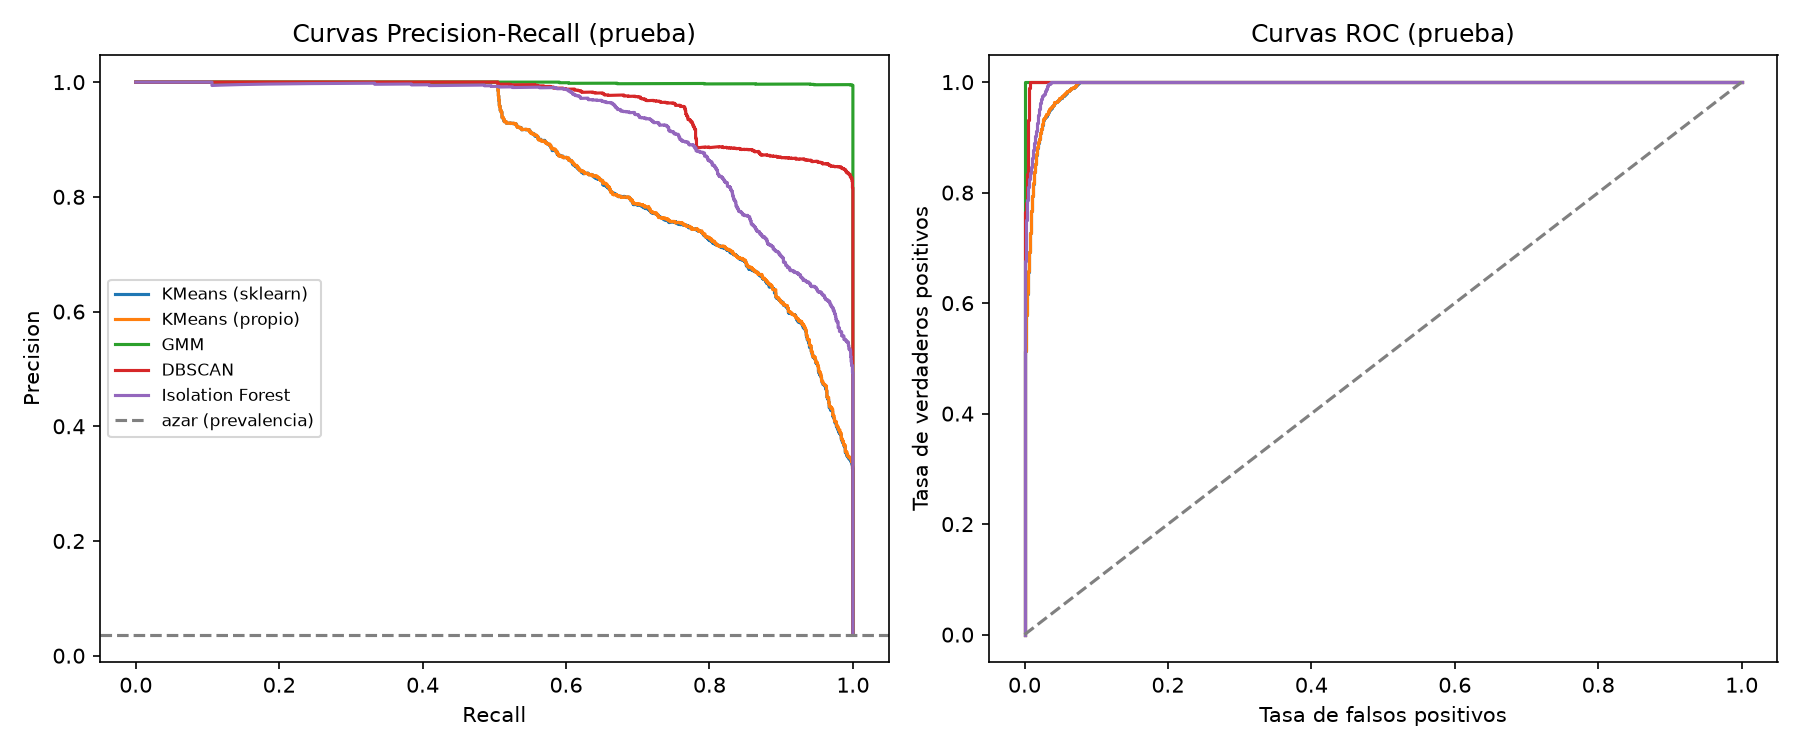 Curvas Precision-Recall (prueba)
1.0
0.8
0.6
0.4
0.2
0.0
Precision
KMeans (sklearn)
KMeans (propio)
GMM
DBSCAN
Isolation Forest
azar (prevalencia)
0.0 0.2 0.4 0.6 0.8 1.0
Recall
Curvas ROC (prueba)
1.0
0.8
0.6
0.4
0.2
0.0
Tasa de verdaderos positivos
0.0 0.2 0.4 0.6 0.8 1.0
Tasa de falsos positivos